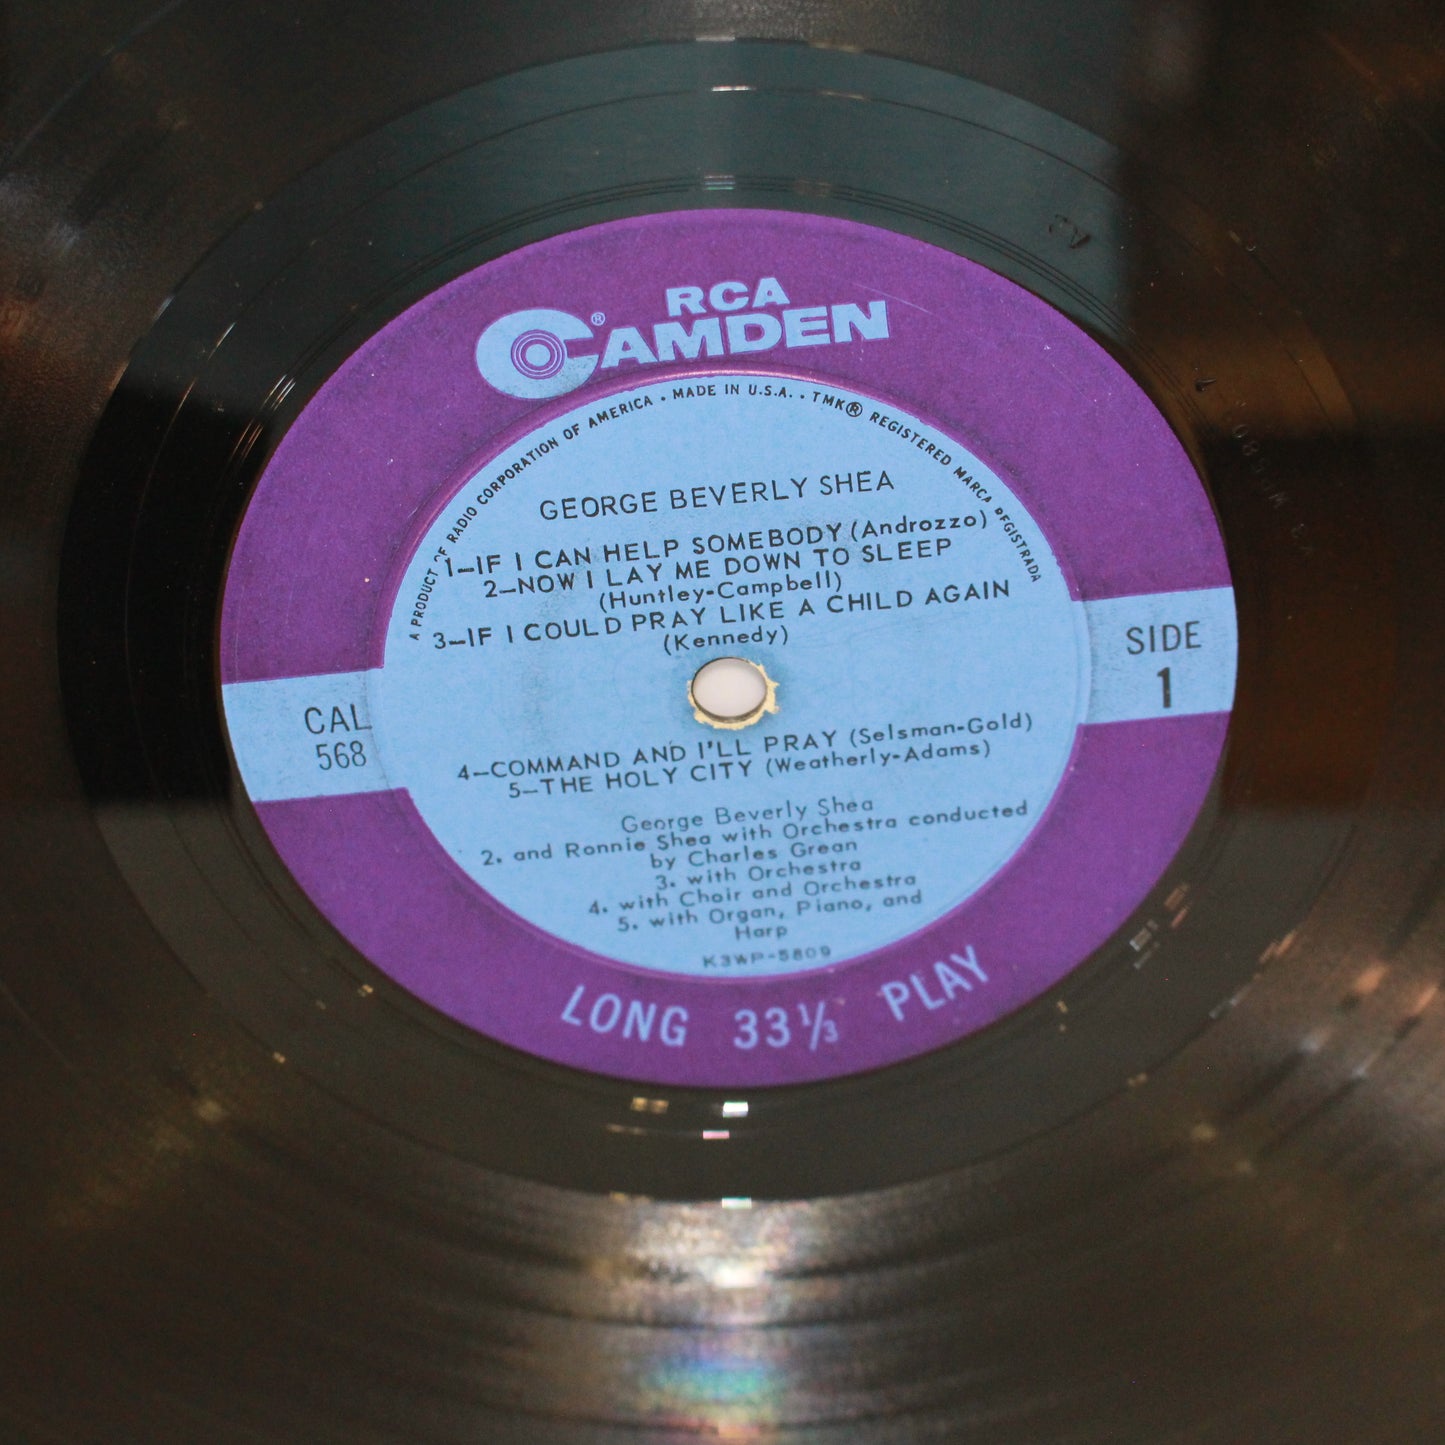 RCA
CAMDEN®
A PRODUCT OF RADIO CORPORATION OF AMERICA • MADE IN U.S.A. • TMK® REGISTERED MARCA REGISTRADA
GEORGE BEVERLY SHEA
1—IF I CAN HELP SOMEBODY (Androzzo)
2—NOW I LAY ME DOWN TO SLEEP
(Huntley-Campbell)
3—IF I COULD PRAY LIKE A CHILD AGAIN
(Kennedy)
CAL
568
SIDE
1
4—COMMAND AND I'LL PRAY (Selsman-Gold)
5—THE HOLY CITY (Weatherly-Adams)
George Beverly Shea
2. and Ronnie Shea with Orchestra conducted
by Charles Grean
3. with Orchestra
4. with Choir and Orchestra
5. with Organ, Piano, and
Harp
K3WP-5809
LONG 33⅓ PLAY